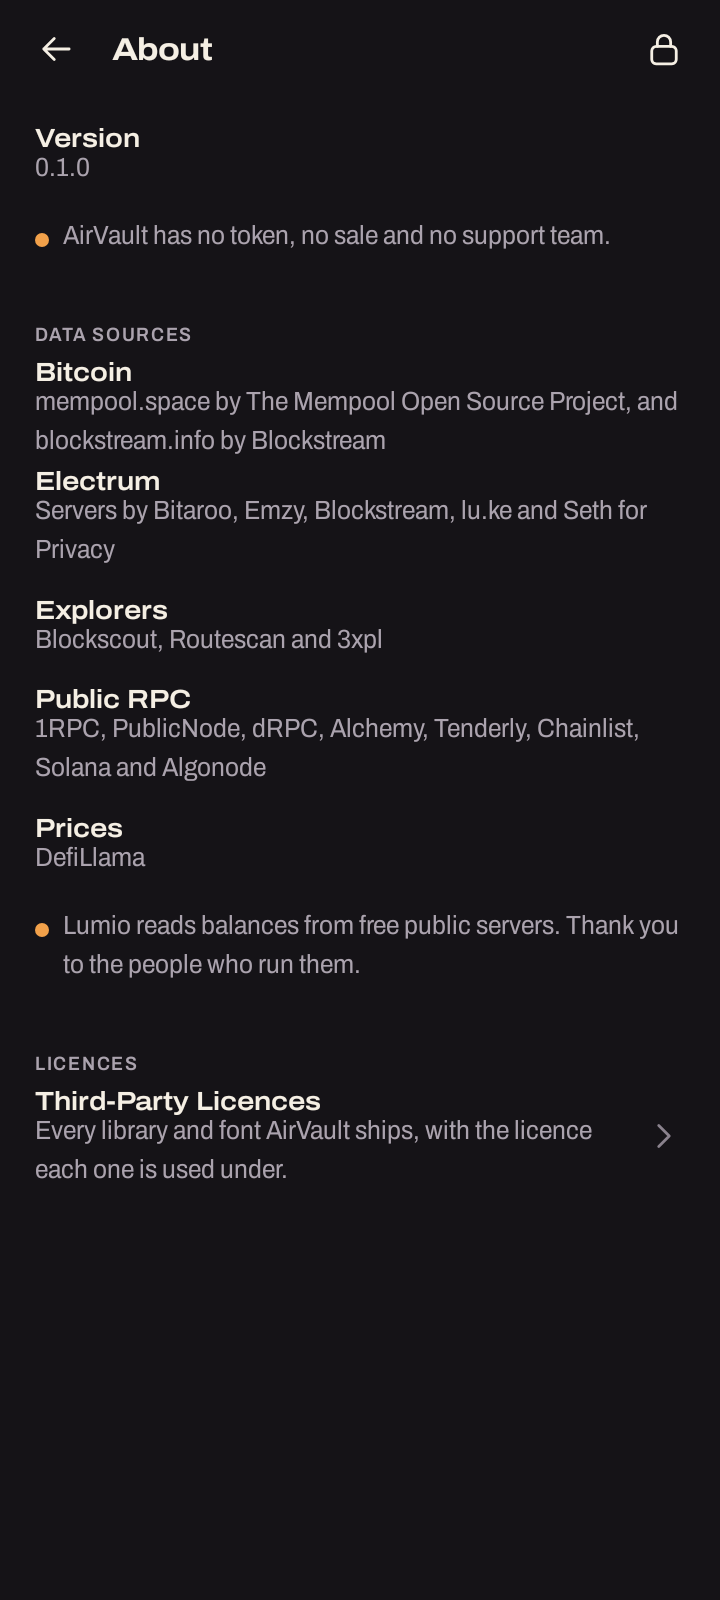 About
Version
0.1.0
AirVault has no token, no sale and no support team.
DATA SOURCES
Bitcoin
mempool.space by The Mempool Open Source Project, and
blockstream.info by Blockstream
Electrum
Servers by Bitaroo, Emzy, Blockstream, lu.ke and Seth for
Privacy
Explorers
Blockscout, Routescan and 3xpl
Public RPC
1RPC, PublicNode, dRPC, Alchemy, Tenderly, Chainlist,
Solana and Algonode
Prices
DefiLlama
Lumio reads balances from free public servers. Thank you
to the people who run them.
LICENCES
Third-Party Licences
Every library and font AirVault ships, with the licence
each one is used under.